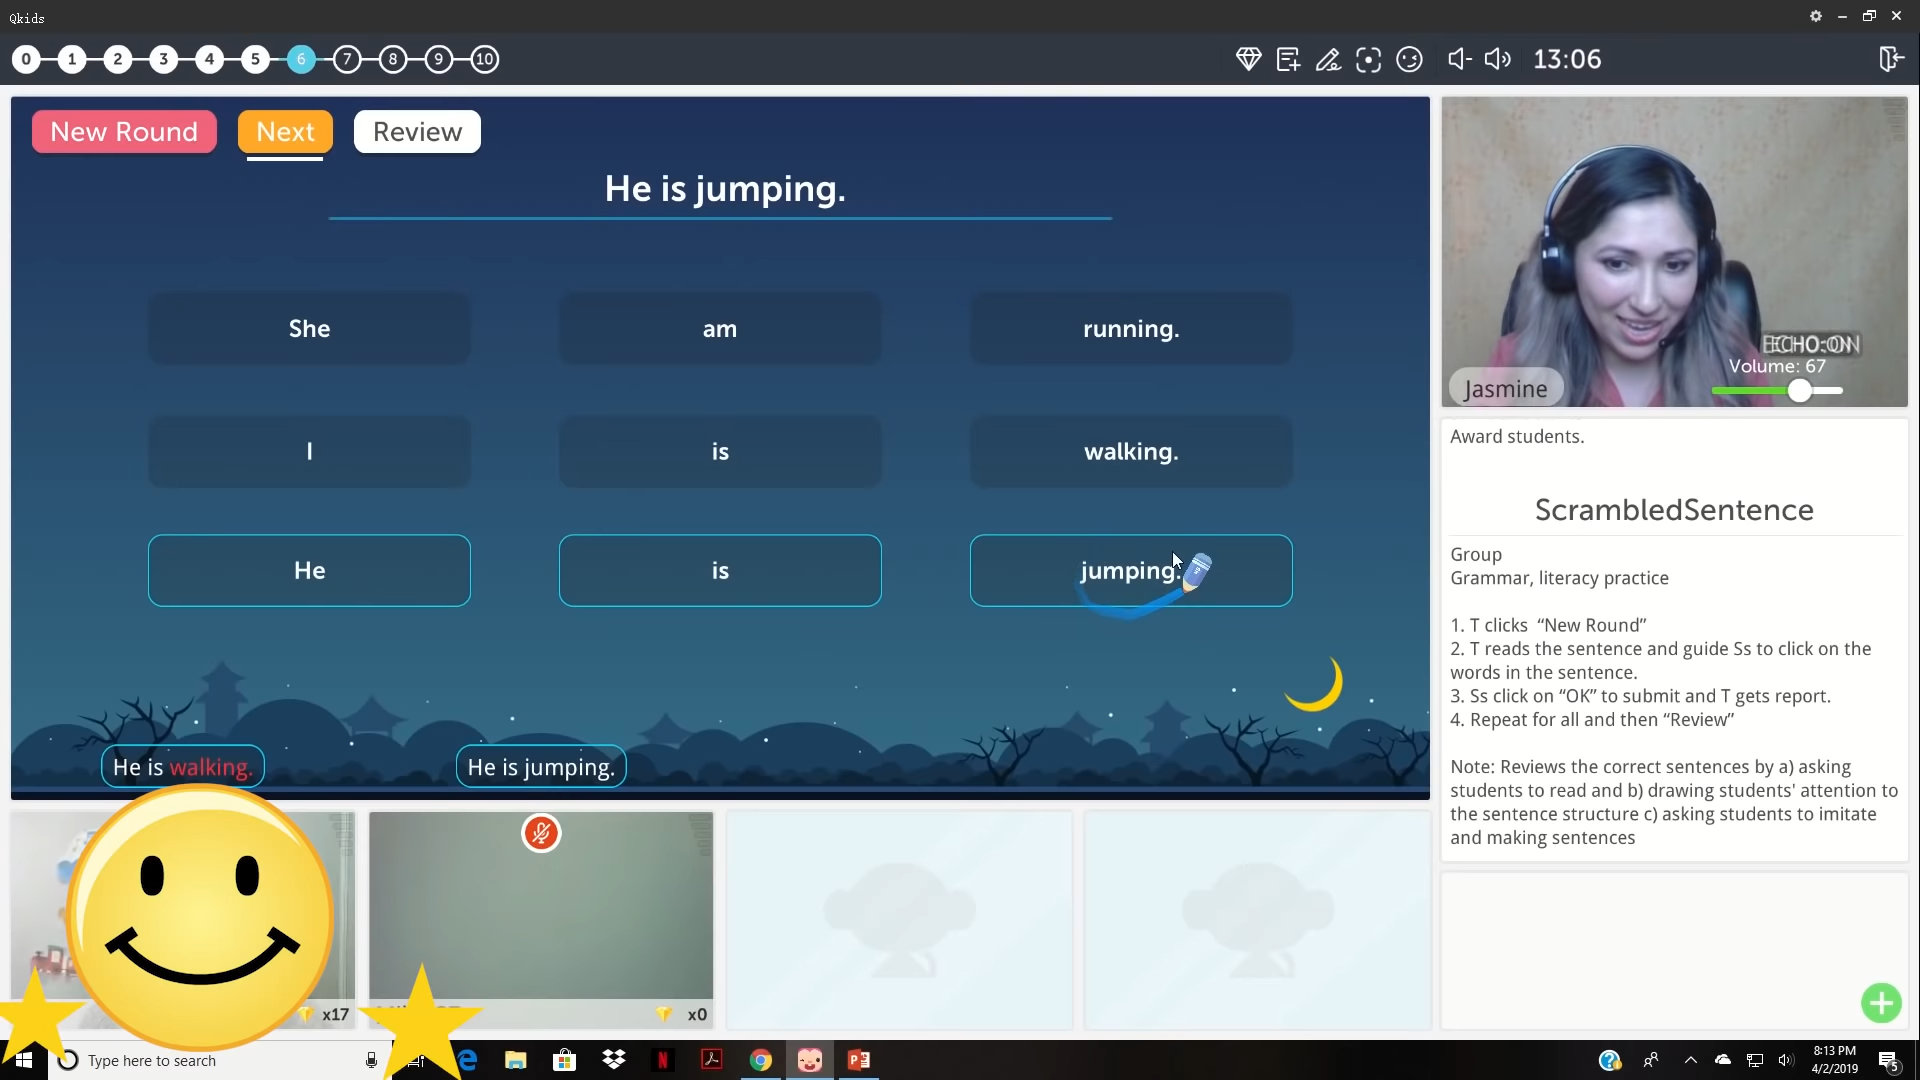 Qkids
0 1 2 3 4 5 6 7 8 9 10
13:06
New Round
Next
Review
He is jumping.
She
am
running.
I
is
walking.
He
is
jumping.
He is walking.
He is jumping.
x17
x0
ECHO:ON
Volume: 67
Jasmine
Award students.
ScrambledSentence
Group
Grammar, literacy practice
1. T clicks “New Round”
2. T reads the sentence and guide Ss to click on the
words in the sentence.
3. Ss click on “OK” to submit and T gets report.
4. Repeat for all and then “Review”
Note: Reviews the correct sentences by a) asking
students to read and b) drawing students' attention to
the sentence structure c) asking students to imitate
and making sentences
Type here to search
8:13 PM
4/2/2019
5